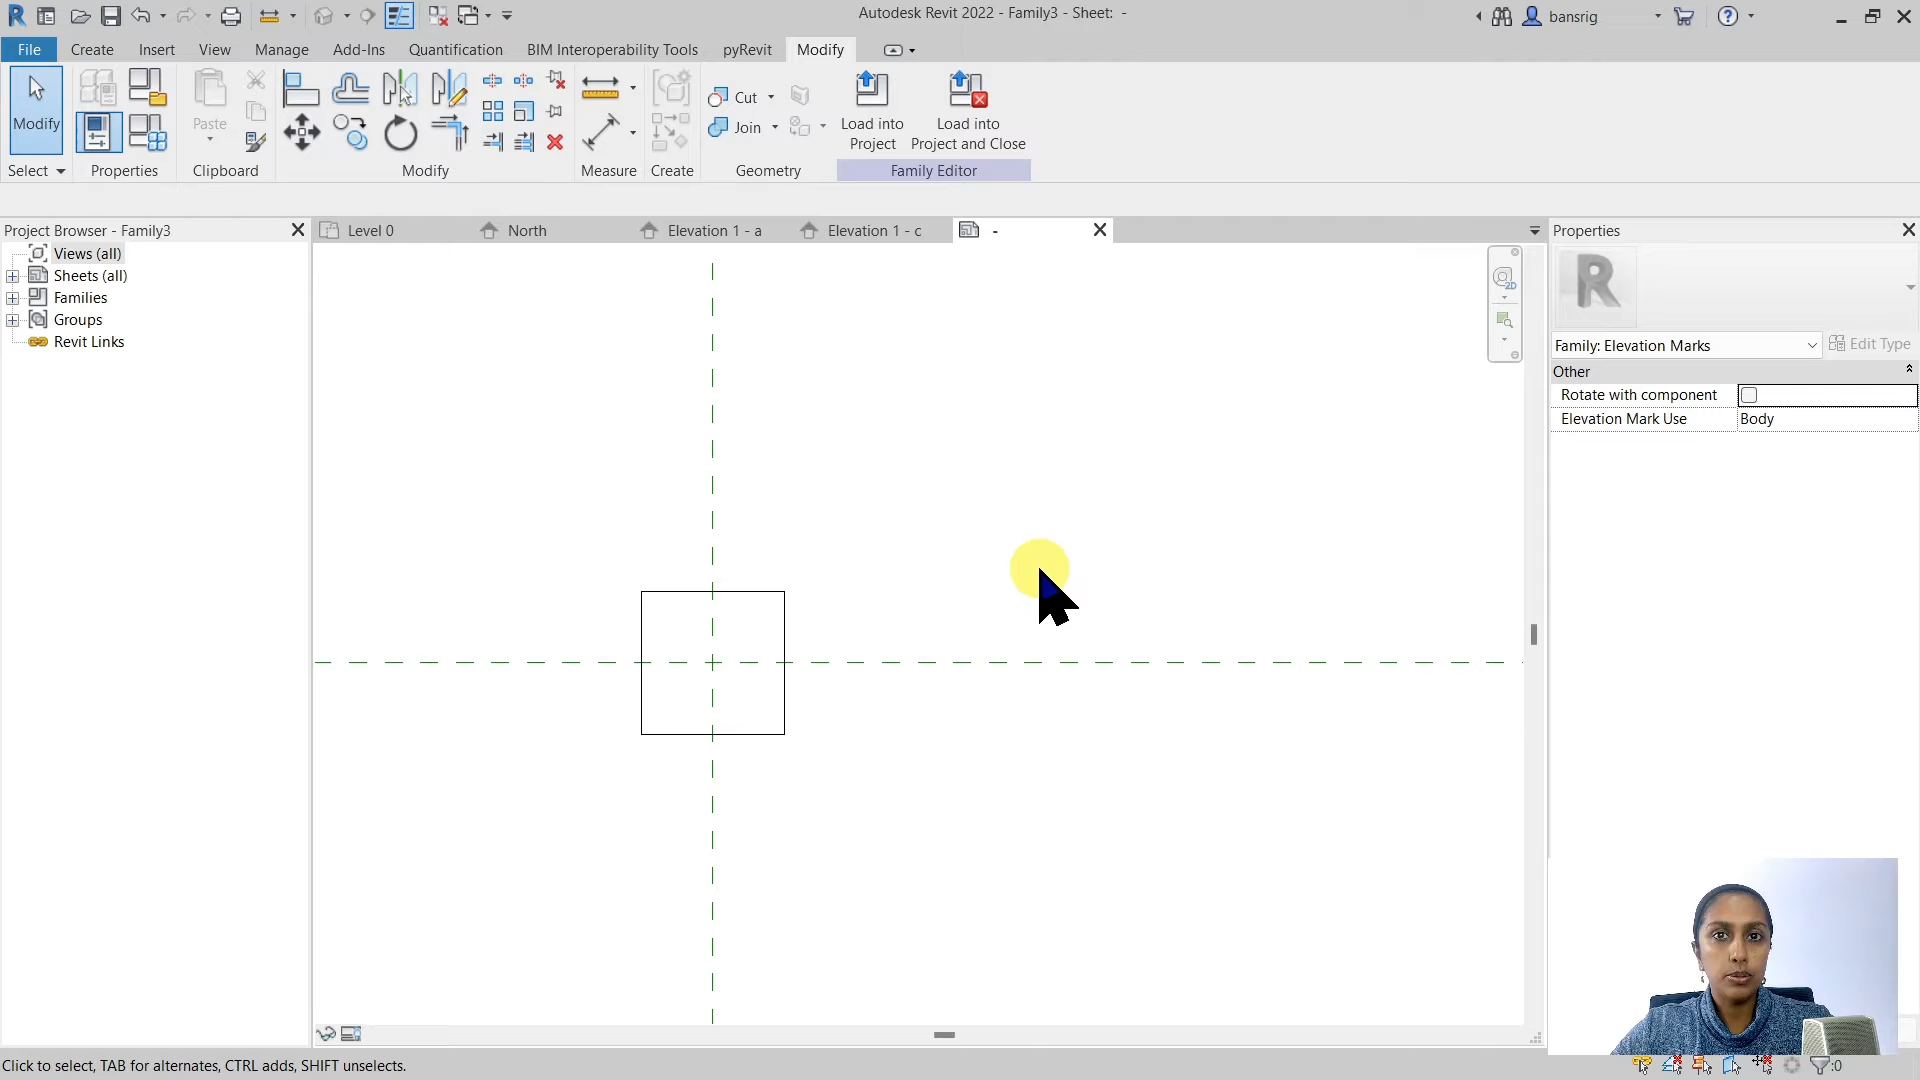 Autodesk Revit 2022 - Family3 - Sheet: -
bansrig
File Create Insert View Manage Add-Ins Quantification BIM Interoperability Tools pyRevit Modify
Modify
Paste
Cut
Join
Load into
Project
Load into
Project and Close
Select Properties Clipboard Modify Measure Create Geometry Family Editor
Project Browser - Family3
Views (all)
Sheets (all)
Families
Groups
Revit Links
Level 0
North
Elevation 1 - a
Elevation 1 - c
-
2D
Properties
R
Family: Elevation Marks
Edit Type
Other
Rotate with component
Elevation Mark Use Body
Click to select, TAB for alternates, CTRL adds, SHIFT unselects.
:0